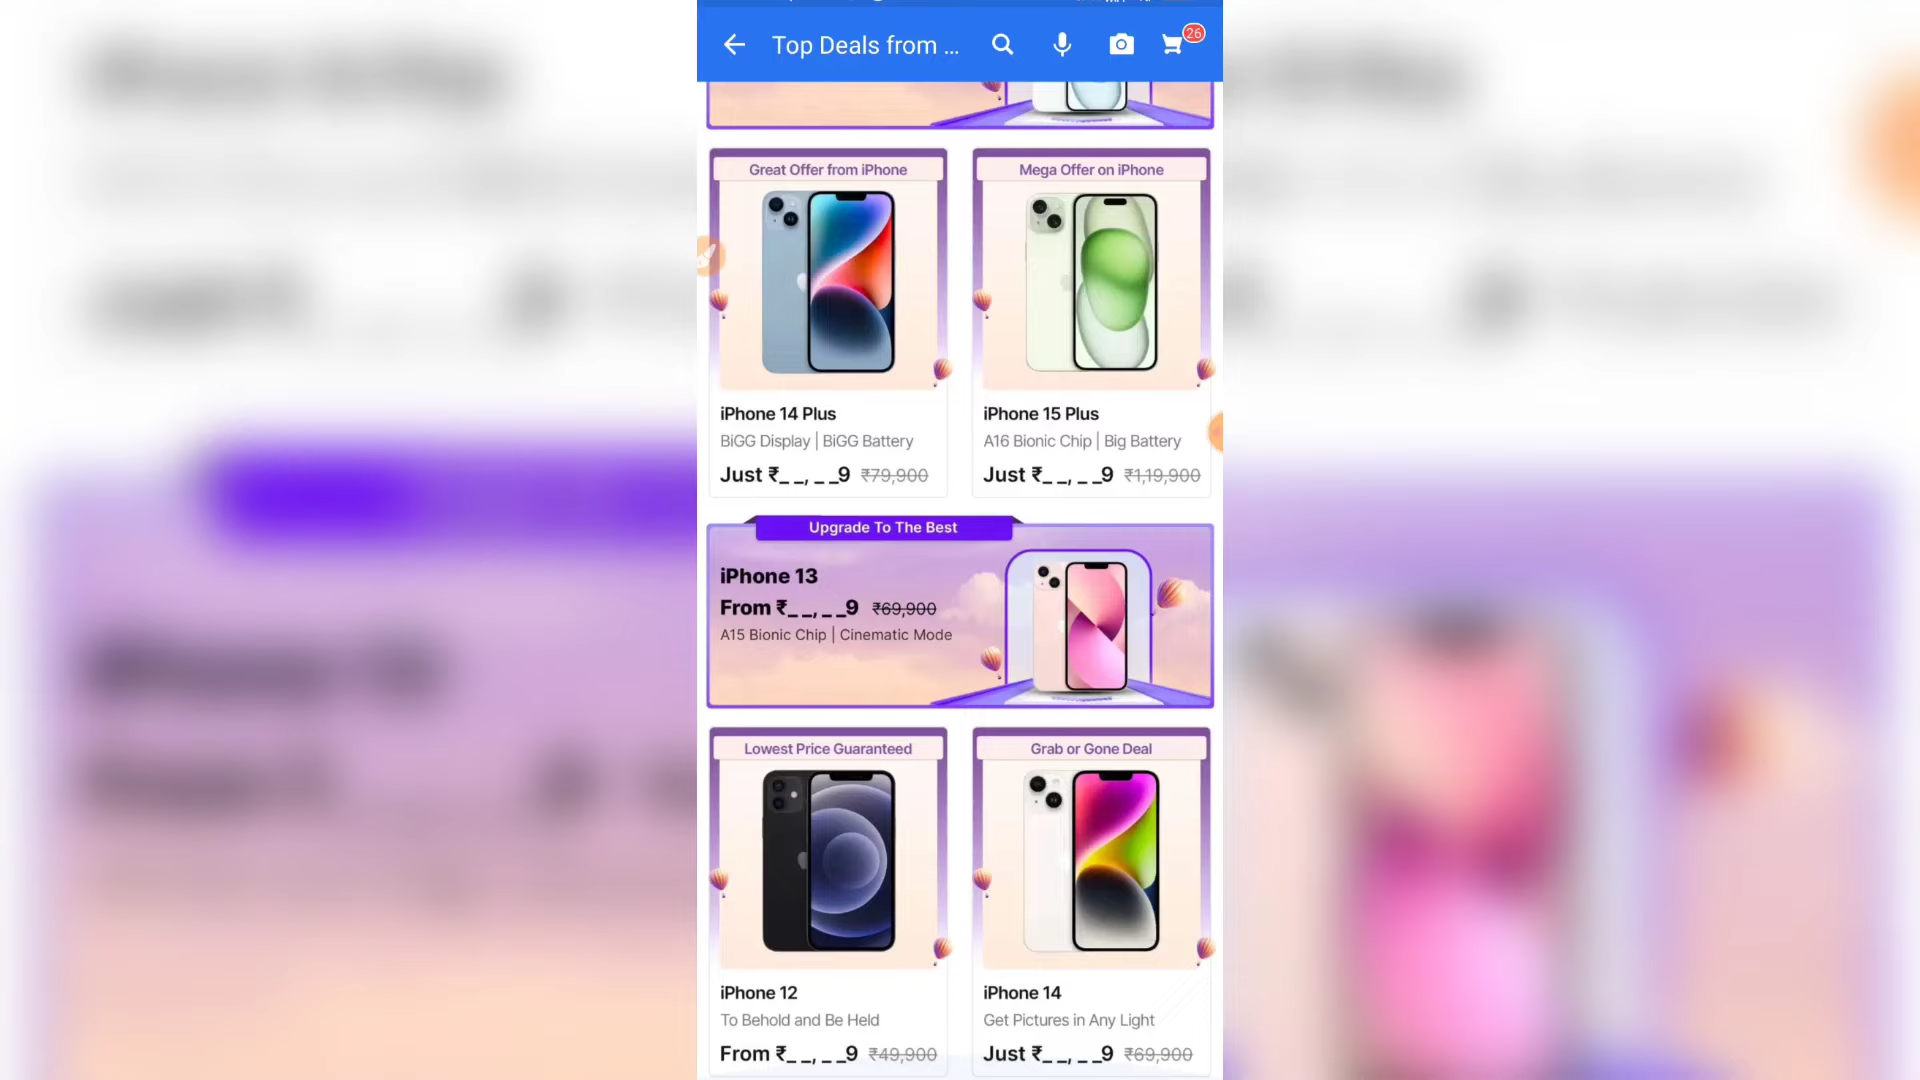 Top Deals from ...
26
Great Offer from iPhone
Mega Offer on iPhone
iPhone 14 Plus
iPhone 15 Plus
BiGG Display | BiGG Battery
A16 Bionic Chip | Big Battery
Just ₹_ _, _ _9 ₹79,900
Just ₹_ _, _ _9 ₹1,19,900
Upgrade To The Best
iPhone 13
From ₹_ _, _ _9 ₹69,900
A15 Bionic Chip | Cinematic Mode
Lowest Price Guaranteed
Grab or Gone Deal
iPhone 12
iPhone 14
To Behold and Be Held
Get Pictures in Any Light
From ₹_ _, _ _9 ₹49,900
Just ₹_ _, _ _9 ₹69,900